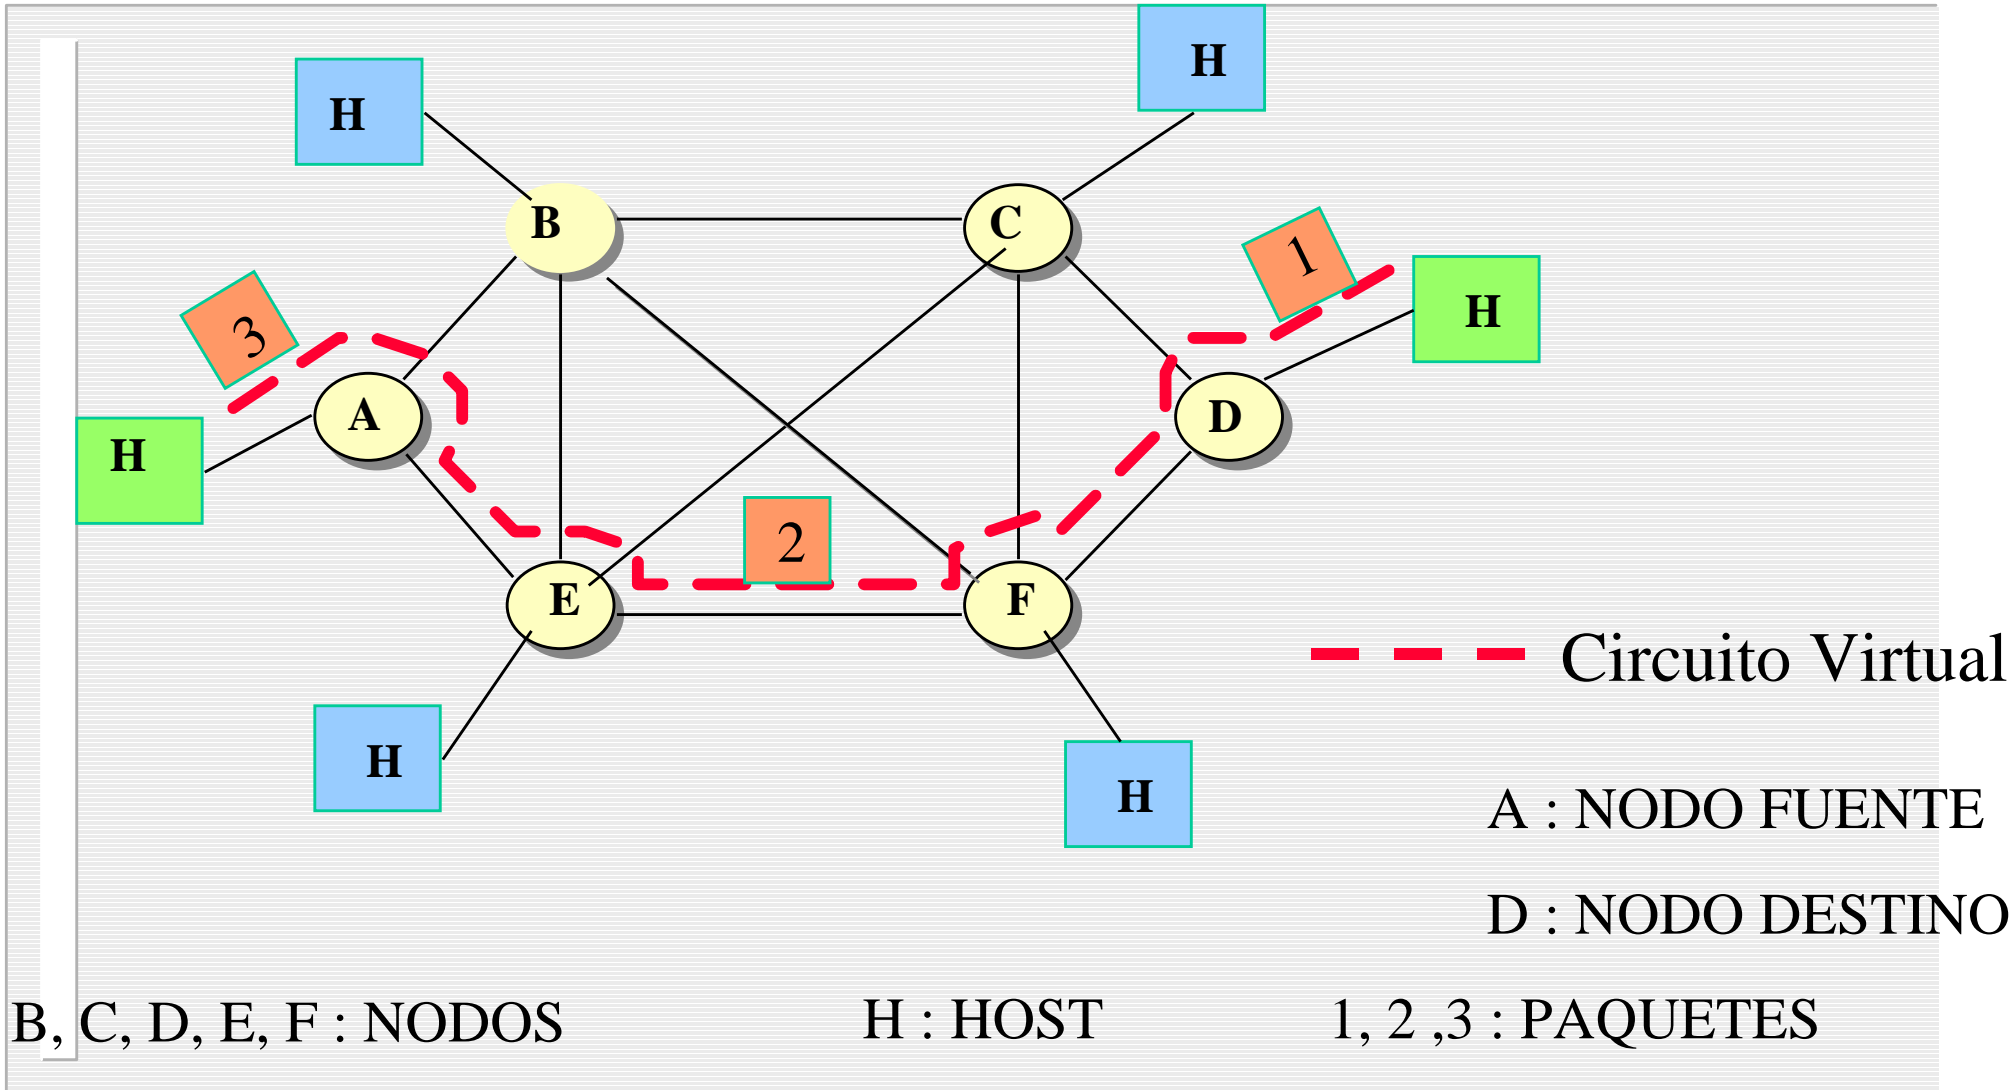 H
H
B
C
1
H
3
A
D
H
2
E
F
Circuito Virtual
H
H
A : NODO FUENTE
D : NODO DESTINO
B, C, D, E, F : NODOS
H : HOST
1, 2 ,3 : PAQUETES